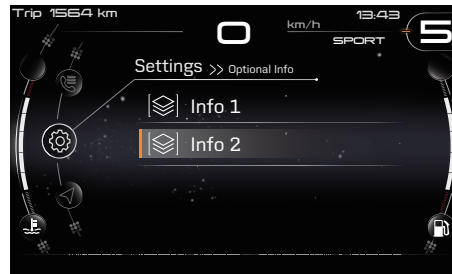 Trip 1564 km
0
km/h
13:43
SPORT
5
Settings >> Optional Info
Info 1
Info 2